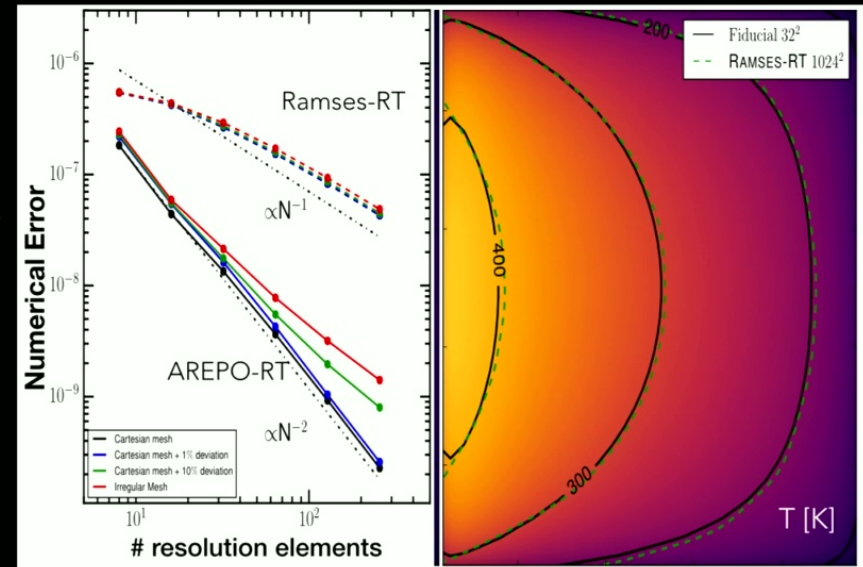 Numerical Error
10⁻⁶
10⁻⁷
10⁻⁸
10⁻⁹
Ramses-RT
∝N⁻¹
AREPO-RT
∝N⁻²
Cartesian mesh
Cartesian mesh + 1% deviation
Cartesian mesh + 10% deviation
Irregular Mesh
10¹
10²
# resolution elements
200
Fiducial 32²
RAMSES-RT 1024²
400
300
T [K]